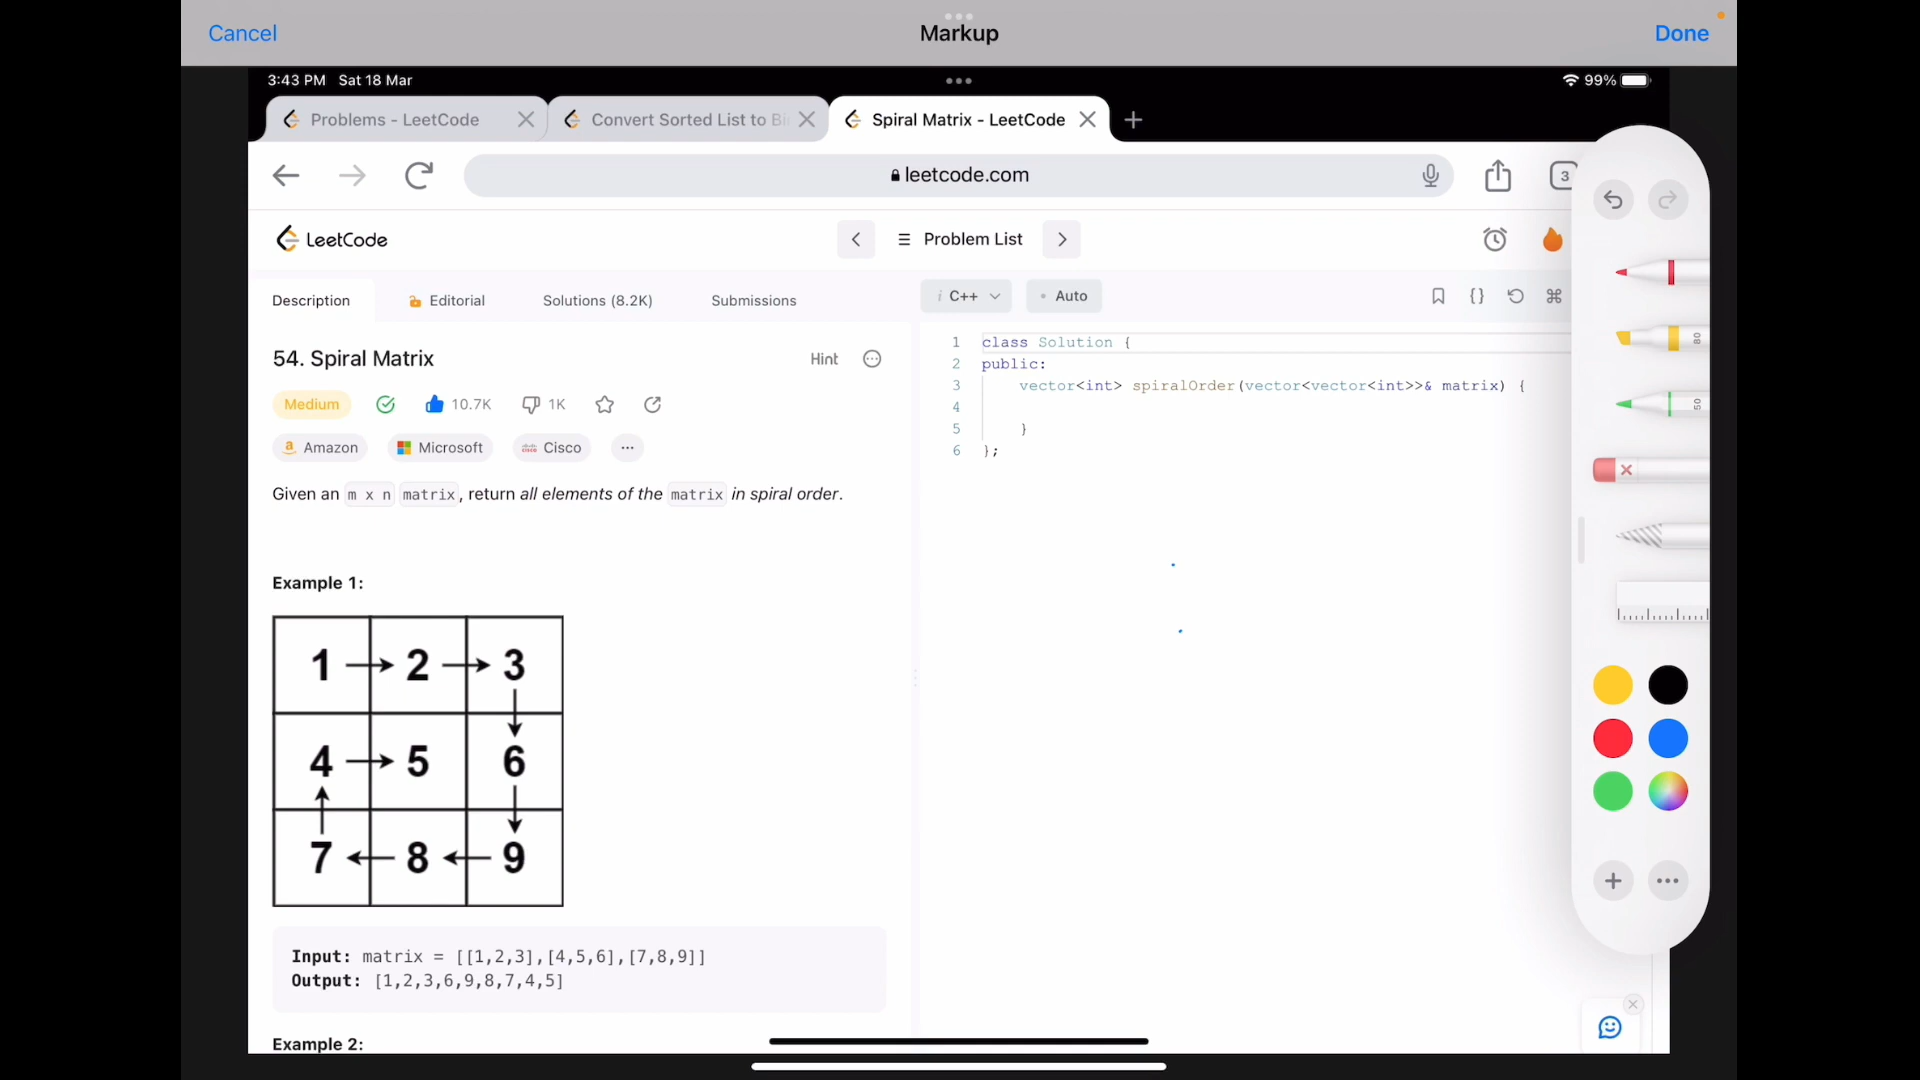 Cancel
Markup
Done
3:43 PM Sat 18 Mar
99%
Problems - LeetCode
Convert Sorted List to Bi
Spiral Matrix - LeetCode
leetcode.com
3
LeetCode
Problem List
Description
Editorial
Solutions (8.2K)
Submissions
i C++
Auto
{}
54. Spiral Matrix
Hint
Medium
10.7K
1K
Amazon
Microsoft
Cisco
Given an m x n matrix, return all elements of the matrix in spiral order.
1 class Solution {
2 public:
3 vector<int> spiralOrder(vector<vector<int>>& matrix) {
4
5 }
6 };
80
50
Example 1:
1 2 3
4 5 6
7 8 9
Input: matrix = [[1,2,3],[4,5,6],[7,8,9]]
Output: [1,2,3,6,9,8,7,4,5]
Example 2: